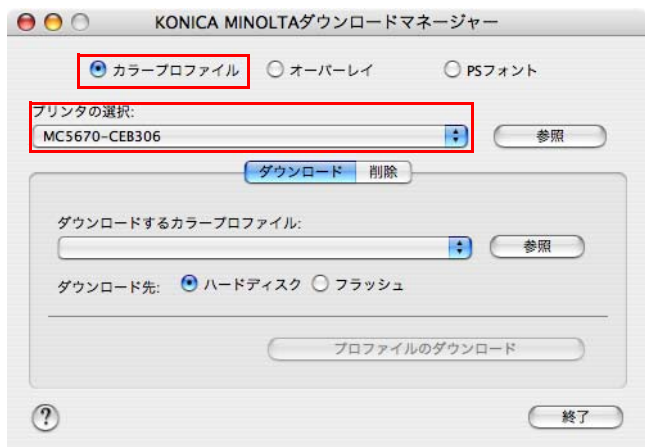 KONICA MINOLTAダウンロードマネージャー
カラープロファイル オーバーレイ PSフォント
プリンタの選択:
MC5670-CEB306 参照
ダウンロード 削除
ダウンロードするカラープロファイル:
参照
ダウンロード先: ハードディスク フラッシュ
プロファイルのダウンロード
? 終了